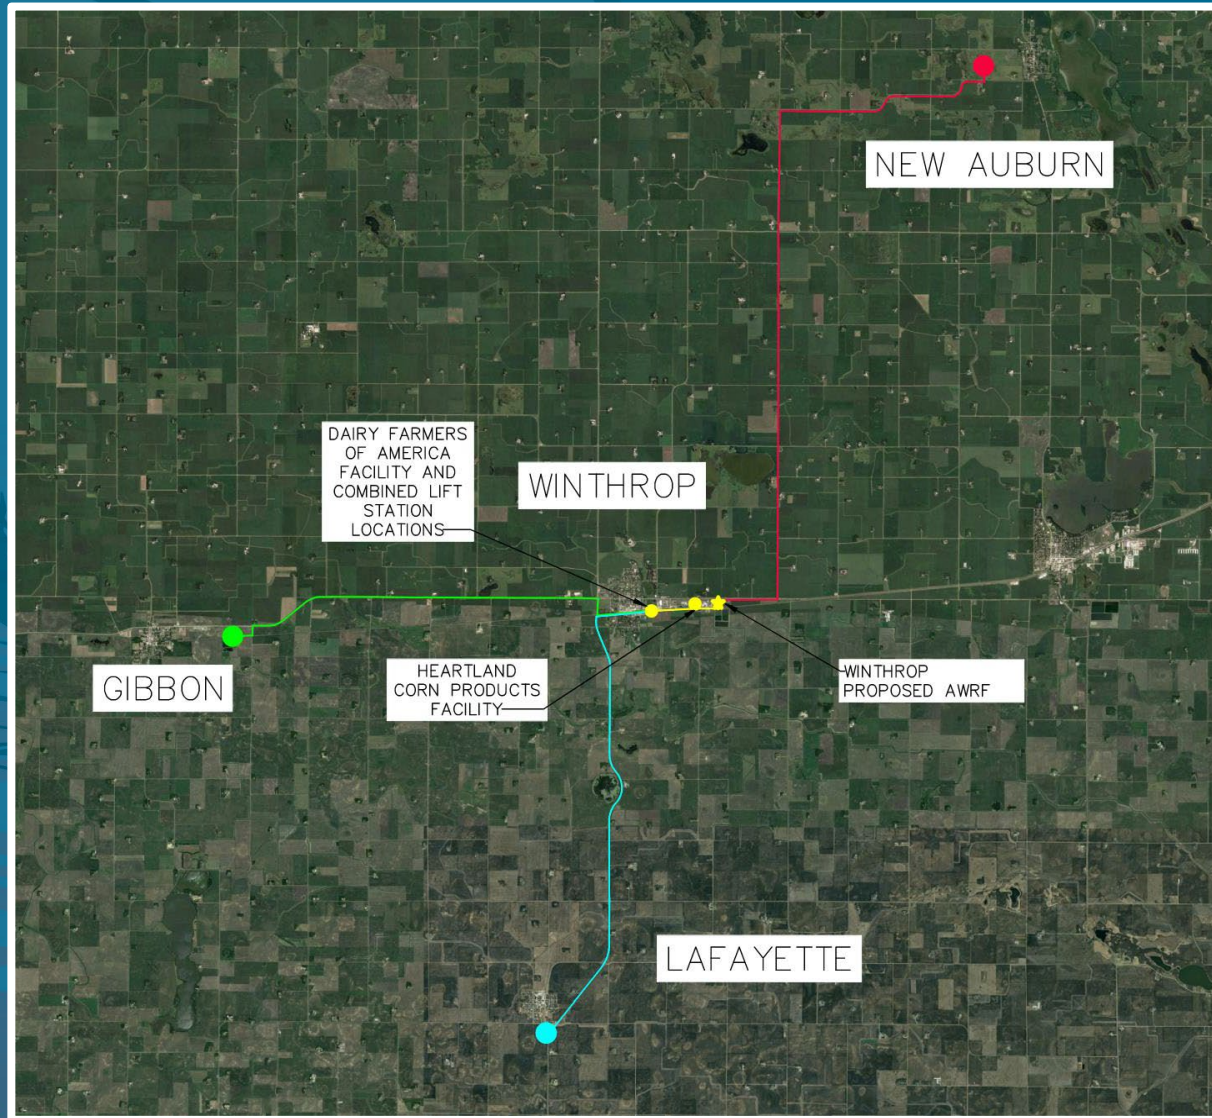 NEW AUBURN
DAIRY FARMERS
OF AMERICA
FACILITY AND
COMBINED LIFT
STATION
LOCATIONS
WINTHROP
GIBBON
HEARTLAND
CORN PRODUCTS
FACILITY
WINTHROP
PROPOSED AWRF
LAFAYETTE